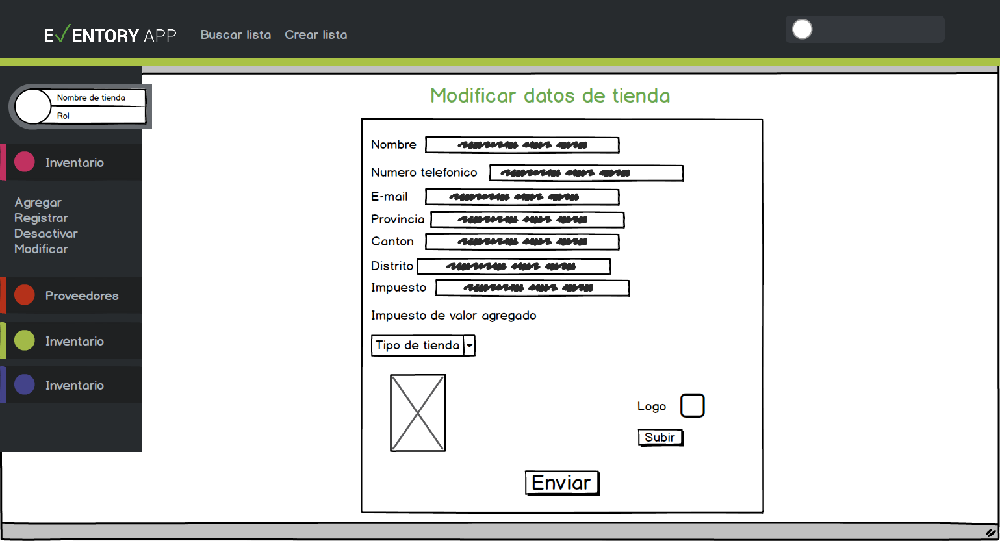 EVENTORY APP
Buscar lista
Crear lista
Nombre de tienda
Rol
Inventario
Agregar
Registrar
Desactivar
Modificar
Proveedores
Inventario
Inventario
Modificar datos de tienda
Nombre
Numero telefonico
E-mail
Provincia
Canton
Distrito
Impuesto
Impuesto de valor agregado
Tipo de tienda
Logo
Subir
Enviar